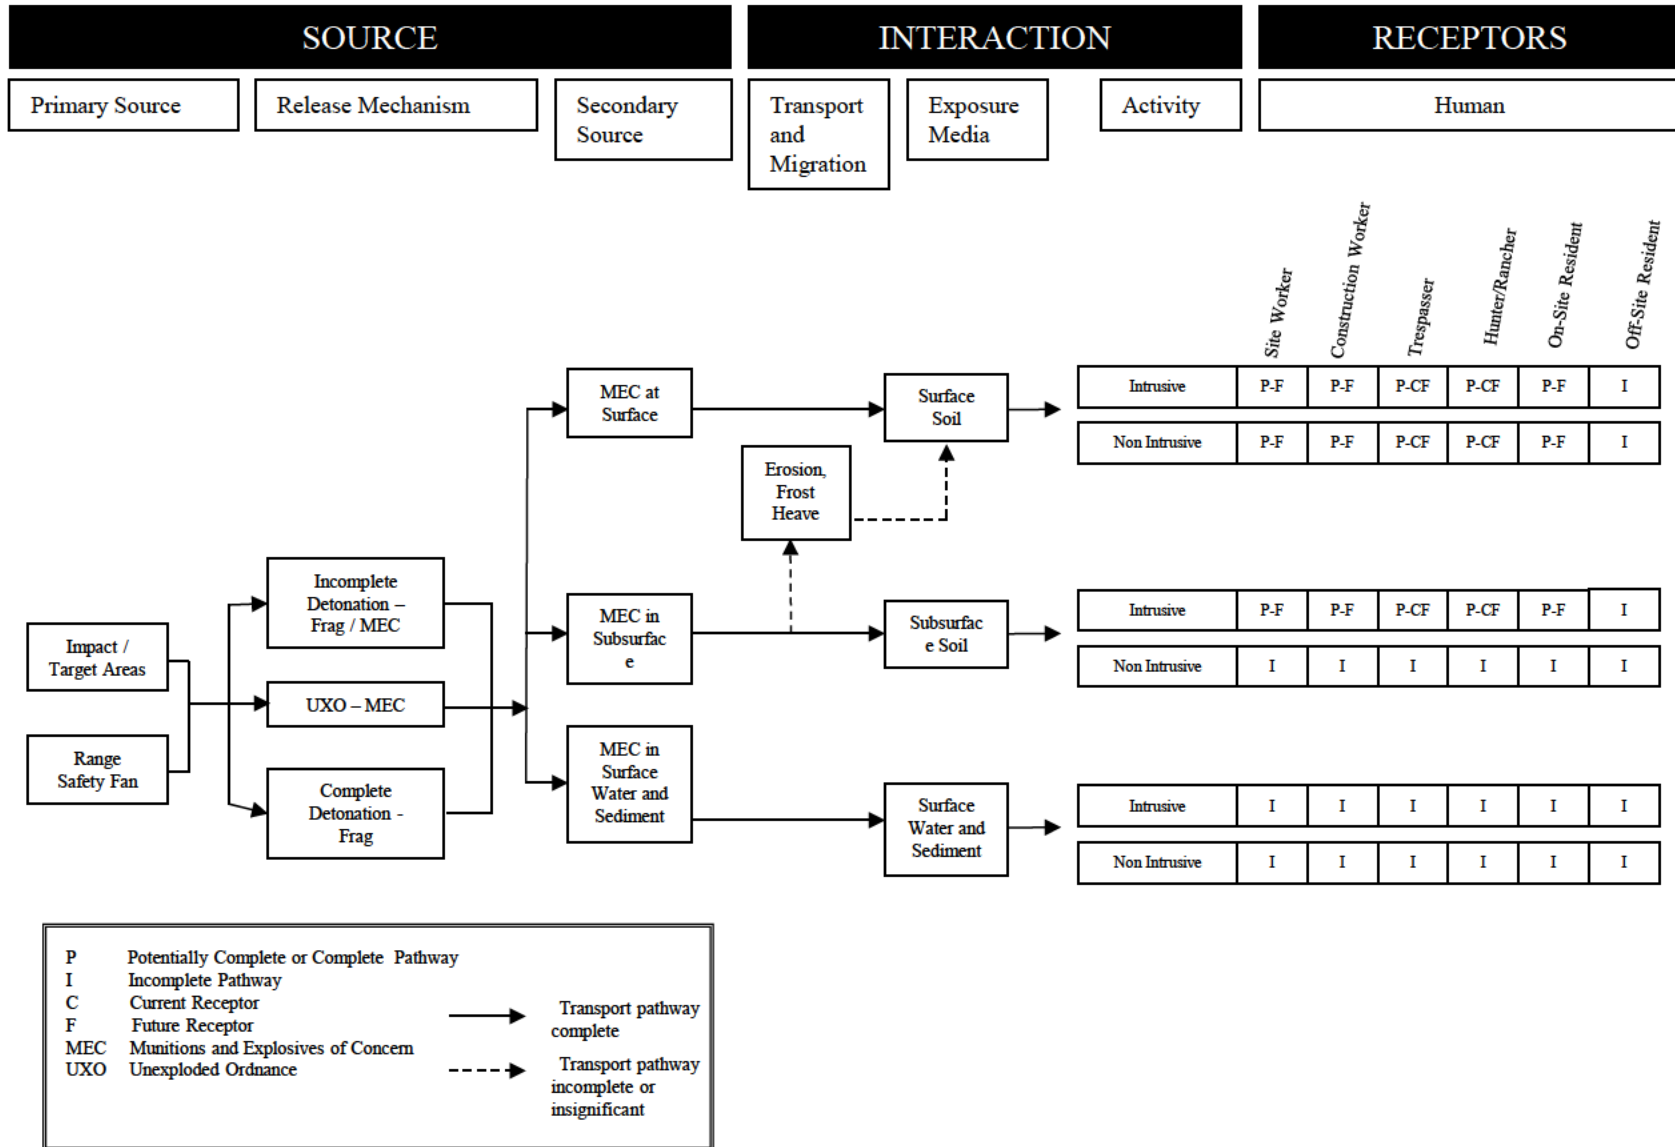 SOURCE
INTERACTION
RECEPTORS
Primary Source
Release Mechanism
Secondary
Source
Transport
and
Migration
Exposure
Media
Activity
Human
Site Worker
Construction Worker
Trespasser
Hunter/Rancher
On-Site Resident
Off-Site Resident
MEC at
Surface
Surface
Soil
Intrusive P-F P-F P-CF P-CF P-F I
Non Intrusive P-F P-F P-CF P-CF P-F I
Erosion,
Frost
Heave
Incomplete
Detonation –
Frag / MEC
MEC in
Subsurfac
e
Subsurfac
e Soil
Intrusive P-F P-F P-CF P-CF P-F I
Non Intrusive I I I I I I
Impact /
Target Areas
UXO – MEC
Range
Safety Fan
MEC in
Surface
Water and
Sediment
Complete
Detonation -
Frag
Surface
Water and
Sediment
Intrusive I I I I I I
Non Intrusive I I I I I I
P Potentially Complete or Complete Pathway
I Incomplete Pathway
C Current Receptor
F Future Receptor
MEC Munitions and Explosives of Concern
UXO Unexploded Ordnance
Transport pathway
complete
Transport pathway
incomplete or
insignificant